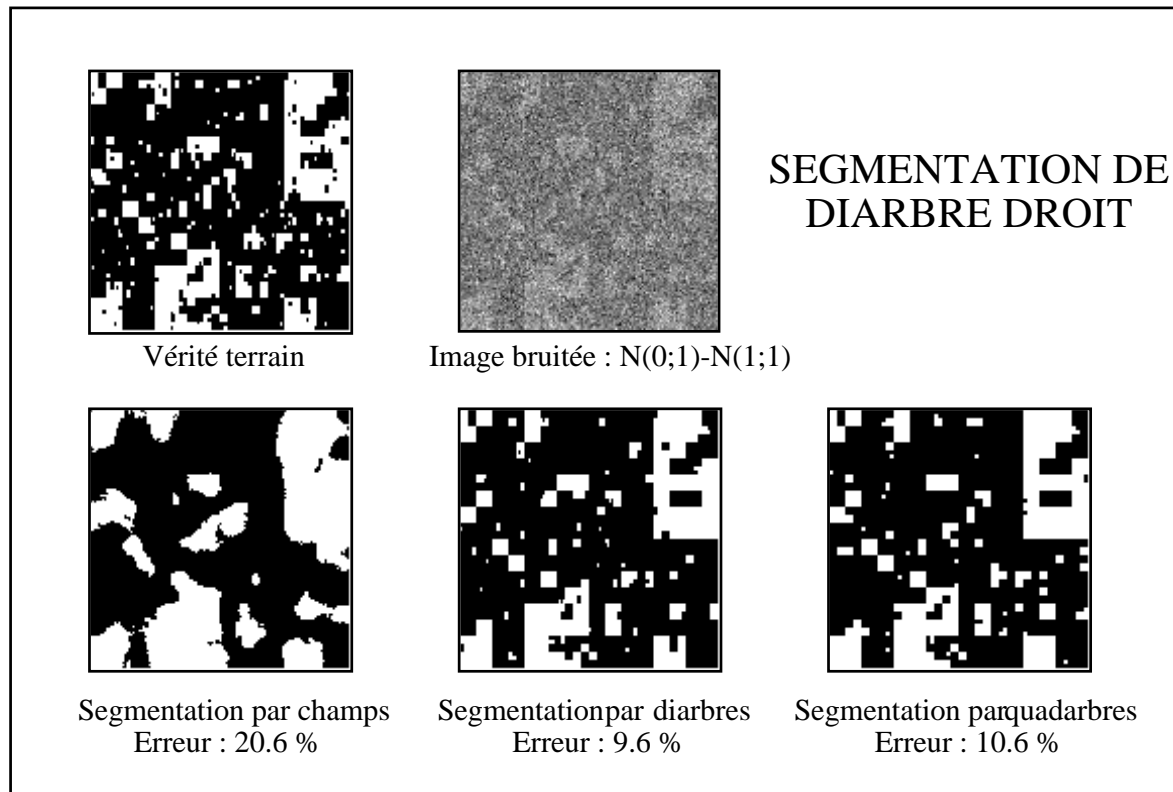 SEGMENTATION DE
DIARBRE DROIT
Vérité terrain
Image bruitée : N(0;1)-N(1;1)
Segmentation par champs
Erreur : 20.6 %
Segmentationpar diarbres
Erreur : 9.6 %
Segmentation parquadarbres
Erreur : 10.6 %